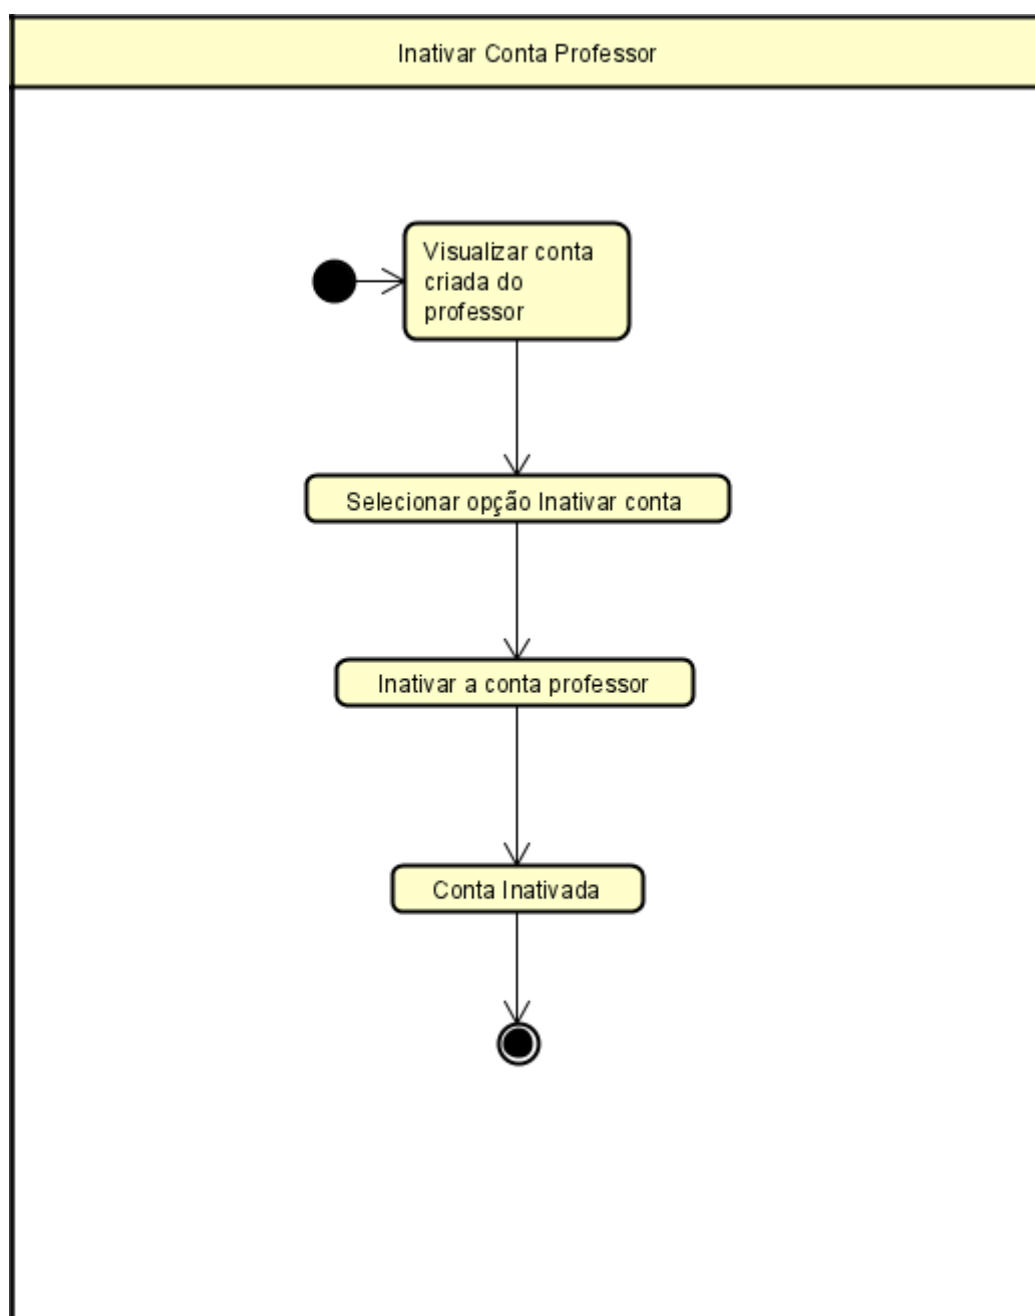 Inativar Conta Professor
Visualizar conta
criada do
professor
Selecionar opção Inativar conta
Inativar a conta professor
Conta Inativada